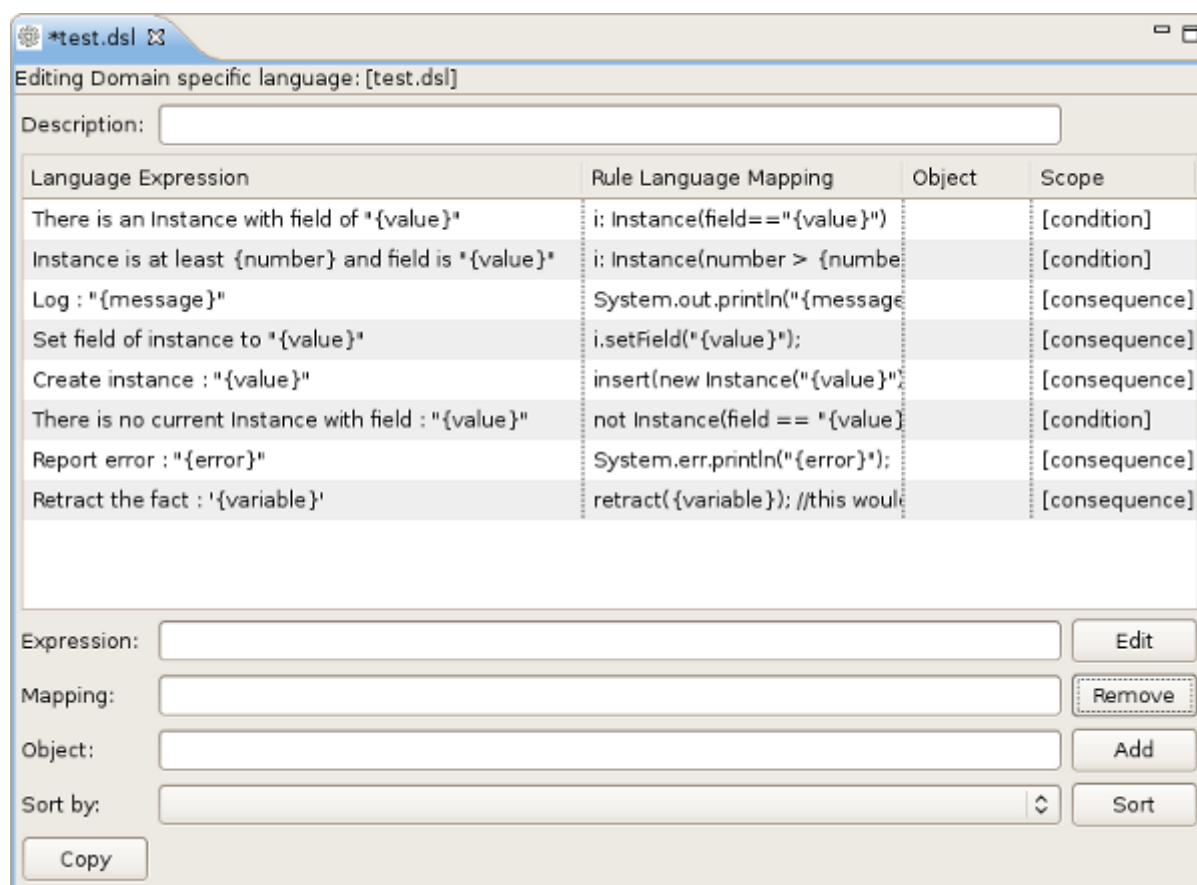 *test.dsl
Editing Domain specific language: [test.dsl]
Description:
Language Expression Rule Language Mapping Object Scope
There is an Instance with field of "{value}" i: Instance(field=="{value}") [condition]
Instance is at least {number} and field is "{value}" i: Instance(number > {numbe [condition]
Log : "{message}" System.out.println("{message [consequence]
Set field of instance to "{value}" i.setField("{value}"); [consequence]
Create instance : "{value}" insert(new Instance("{value}") [consequence]
There is no current Instance with field : "{value}" not Instance(field == "{value} [condition]
Report error : "{error}" System.err.println("{error}"); [consequence]
Retract the fact : '{variable}' retract({variable}); //this would [consequence]
Expression: Edit
Mapping: Remove
Object: Add
Sort by: Sort
Copy